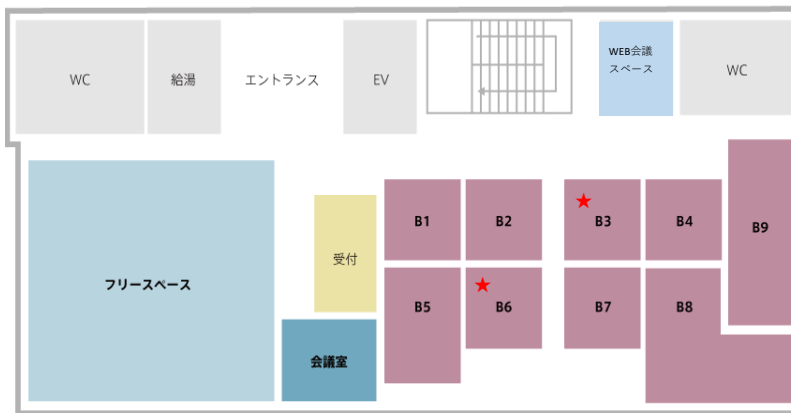 WC
給湯
エントランス
EV
WEB会議
スペース
WC
B1
B2
B3
B4
B9
受付
フリースペース
B5
B6
B7
B8
会議室